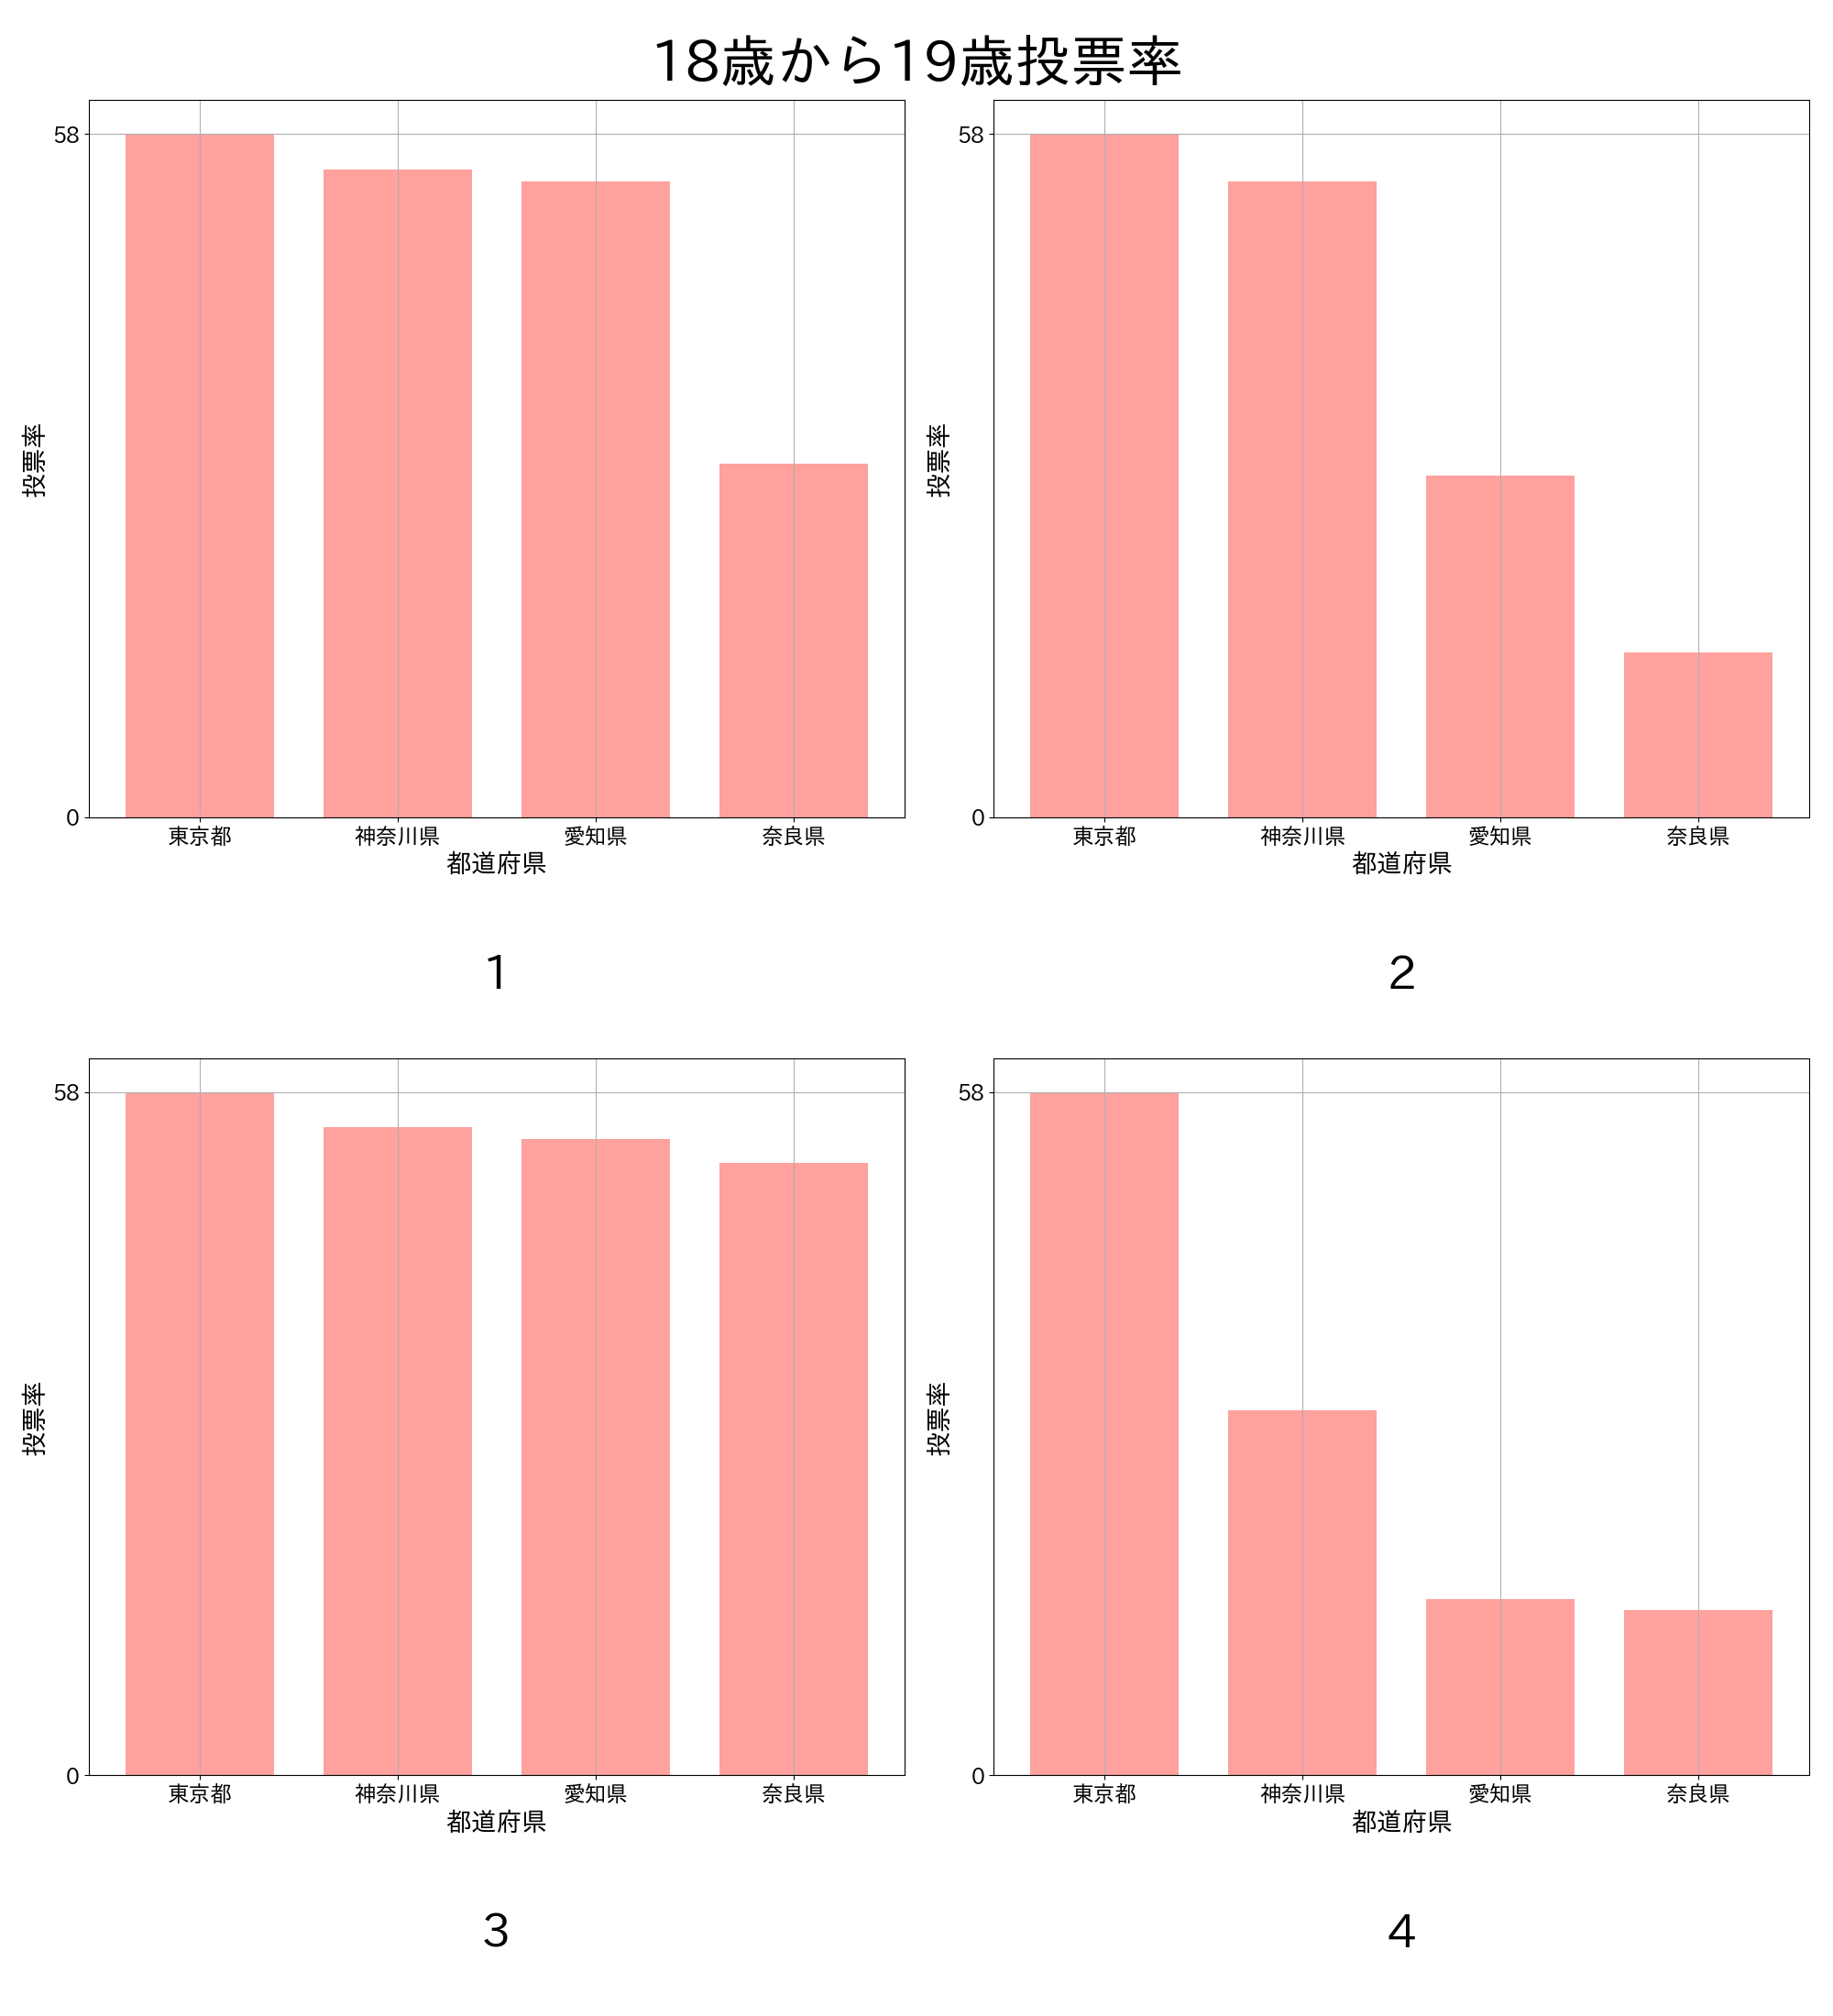 18歳から19歳投票率
58
0
投票率
東京都 神奈川県 愛知県 奈良県
都道府県
1
58
0
投票率
東京都 神奈川県 愛知県 奈良県
都道府県
2
58
0
投票率
東京都 神奈川県 愛知県 奈良県
都道府県
3
58
0
投票率
東京都 神奈川県 愛知県 奈良県
都道府県
4